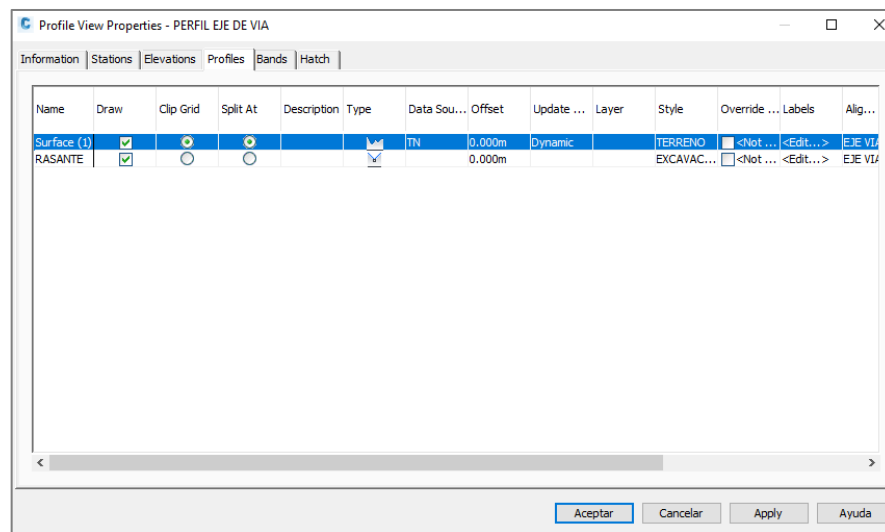 Profile View Properties - PERFIL EJE DE VIA
Information Stations Elevations Profiles Bands Hatch
Name Draw Clip Grid Split At Description Type Data Sou... Offset Update ... Layer Style Override ... Labels Alig...
Surface (1) TN 0.000m Dynamic TERRENO <Not ... <Edit...> EJE VIA
RASANTE 0.000m EXCAVAC... <Not ... <Edit...> EJE VIA
Aceptar Cancelar Apply Ayuda